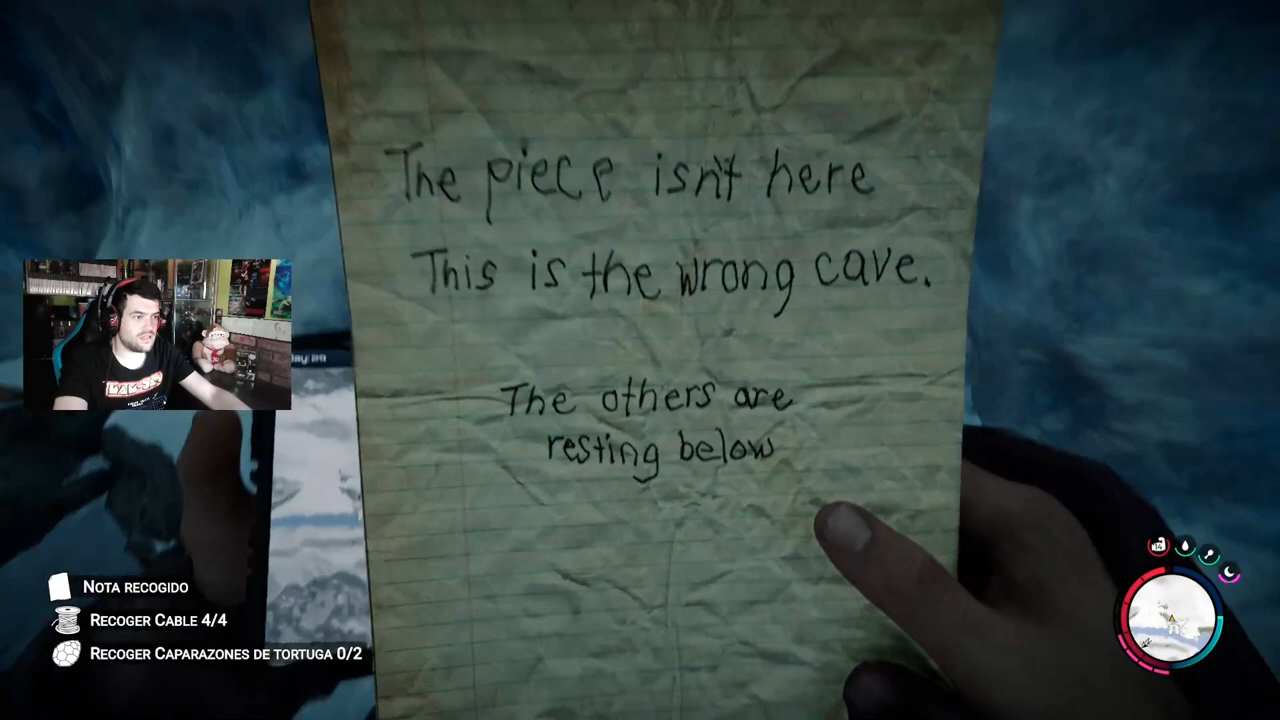 The piece isn't here
This is the wrong cave.
The others are
resting below
NOTA RECOGIDO
RECOGER CABLE 4/4
RECOGER CAPARAZONES DE TORTUGA 0/2